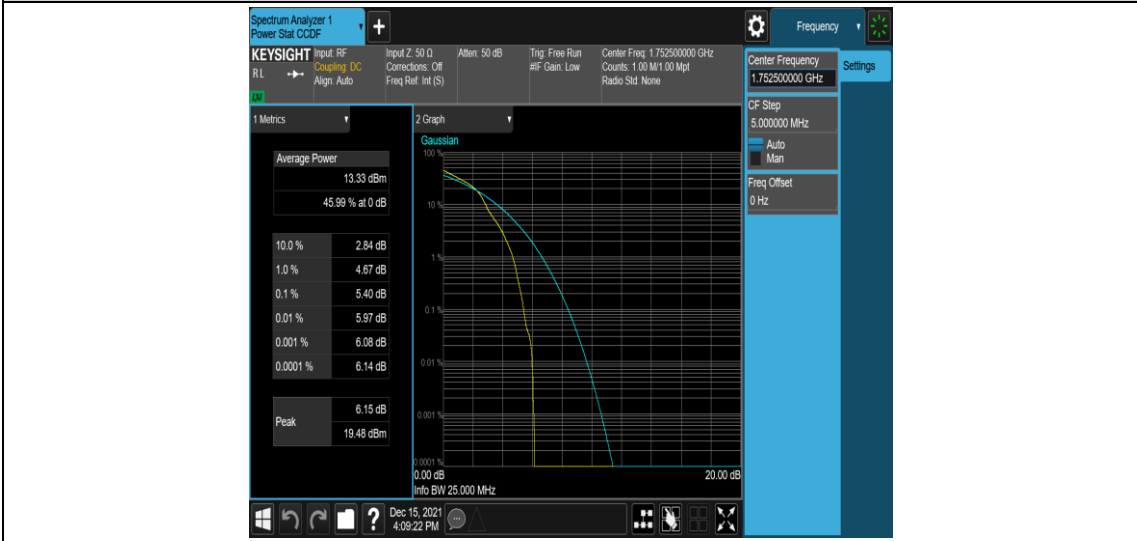 Spectrum Analyzer 1
Power Stat CCDF
+
Frequency
KEYSIGHT
Input: RF
Input Z: 50 Ω
Atten: 50 dB
Trig: Free Run
Center Freq: 1.752500000 GHz
RL
Coupling: DC
Corrections: Off
#IF Gain: Low
Counts: 1.00 M/1.00 Mpt
Align: Auto
Freq Ref: Int (S)
Radio Std: None
Center Frequency
1.752500000 GHz
Settings
CF Step
5.000000 MHz
Auto
Man
Freq Offset
0 Hz
1 Metrics
2 Graph
Average Power
13.33 dBm
45.99 % at 0 dB
10.0 % 2.84 dB
1.0 % 4.67 dB
0.1 % 5.40 dB
0.01 % 5.97 dB
0.001 % 6.08 dB
0.0001 % 6.14 dB
Peak
6.15 dB
19.48 dBm
Gaussian
100 %
10 %
1 %
0.1 %
0.01 %
0.001 %
0.0001 %
0.00 dB
20.00 dB
Info BW 25.000 MHz
?
Dec 15, 2021
4:09:22 PM